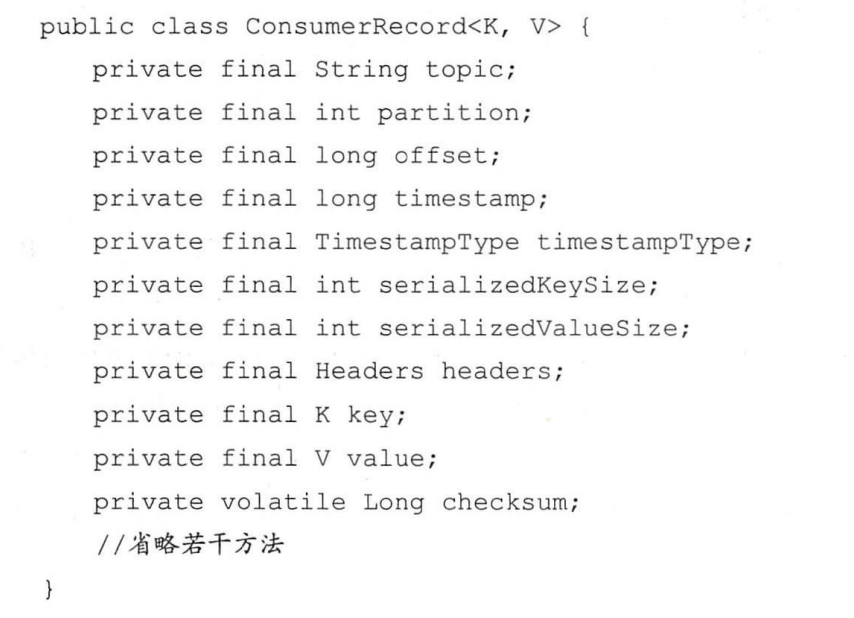 public class ConsumerRecord<K, V> {
    private final String topic;
    private final int partition;
    private final long offset;
    private final long timestamp;
    private final TimestampType timestampType;
    private final int serializedKeySize;
    private final int serializedValueSize;
    private final Headers headers;
    private final K key;
    private final V value;
    private volatile Long checksum;
    //省略若干方法
}